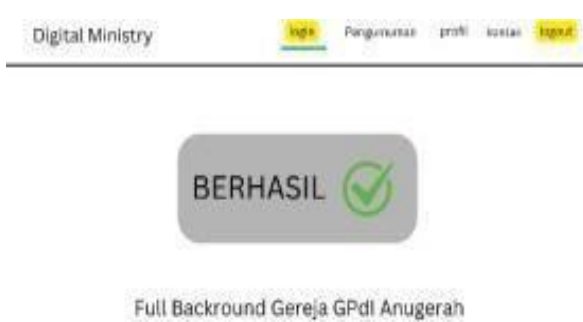 Digital Ministry login Pengumuman profil kontak logout
BERHASIL
Full Backround Gereja GPdI Anugerah